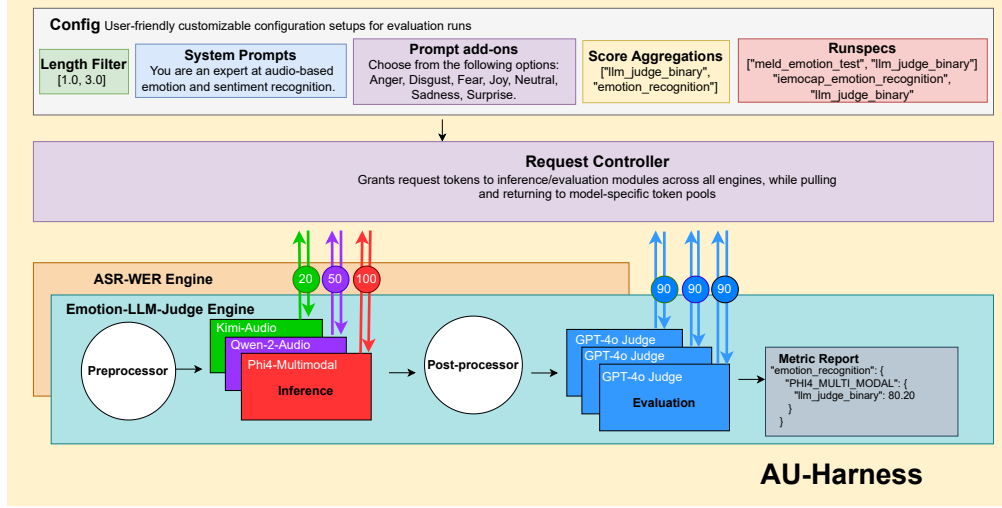 Config User-friendly customizable configuration setups for evaluation runs
Length Filter
[1.0, 3.0]
System Prompts
You are an expert at audio-based
emotion and sentiment recognition.
Prompt add-ons
Choose from the following options:
Anger, Disgust, Fear, Joy, Neutral,
Sadness, Surprise.
Score Aggregations
["llm_judge_binary",
"emotion_recognition"]
Runspecs
["meld_emotion_test", "llm_judge_binary"]
"iemocap_emotion_recognition",
"llm_judge_binary"
Request Controller
Grants request tokens to inference/evaluation modules across all engines, while pulling
and returning to model-specific token pools
ASR-WER Engine
20
50
100
90
90
90
Emotion-LLM-Judge Engine
Preprocessor
Kimi-Audio
Qwen-2-Audio
Phi4-Multimodal
Inference
Post-processor
GPT-4o Judge
GPT-4o Judge
GPT-4o Judge
Evaluation
Metric Report
"emotion_recognition": {
"PHI4_MULTI_MODAL": {
"llm_judge_binary": 80.20
}
}
AU-Harness